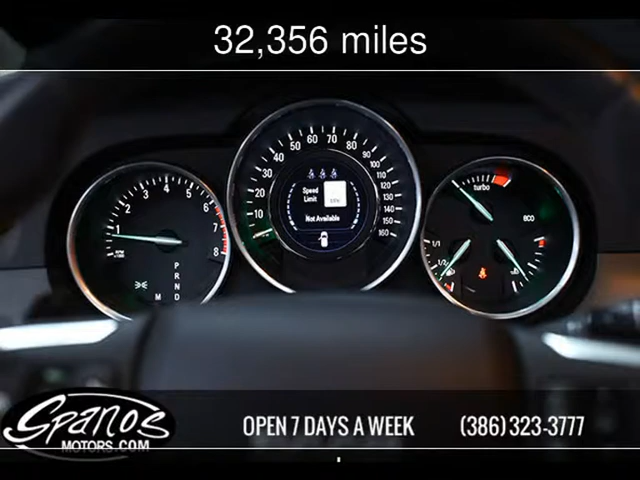 32,356 miles
1 2 3 4 5 6 7 8
RPM
x1000
P
R
N
D
M
10 20 30 40 50 60 70 80 90 100 110 120 130 140 150 160
Speed
Limit
Not Available
turbo
ECO
1/1
1/2
Spanos
MOTORS.COM
OPEN 7 DAYS A WEEK (386) 323-3777